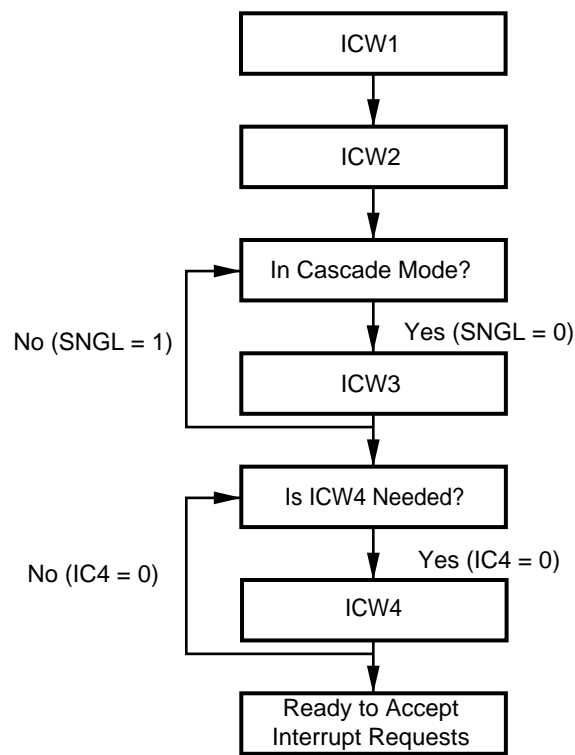 ICW1
ICW2
In Cascade Mode?
No (SNGL = 1)
Yes (SNGL = 0)
ICW3
Is ICW4 Needed?
No (IC4 = 0)
Yes (IC4 = 0)
ICW4
Ready to Accept
Interrupt Requests